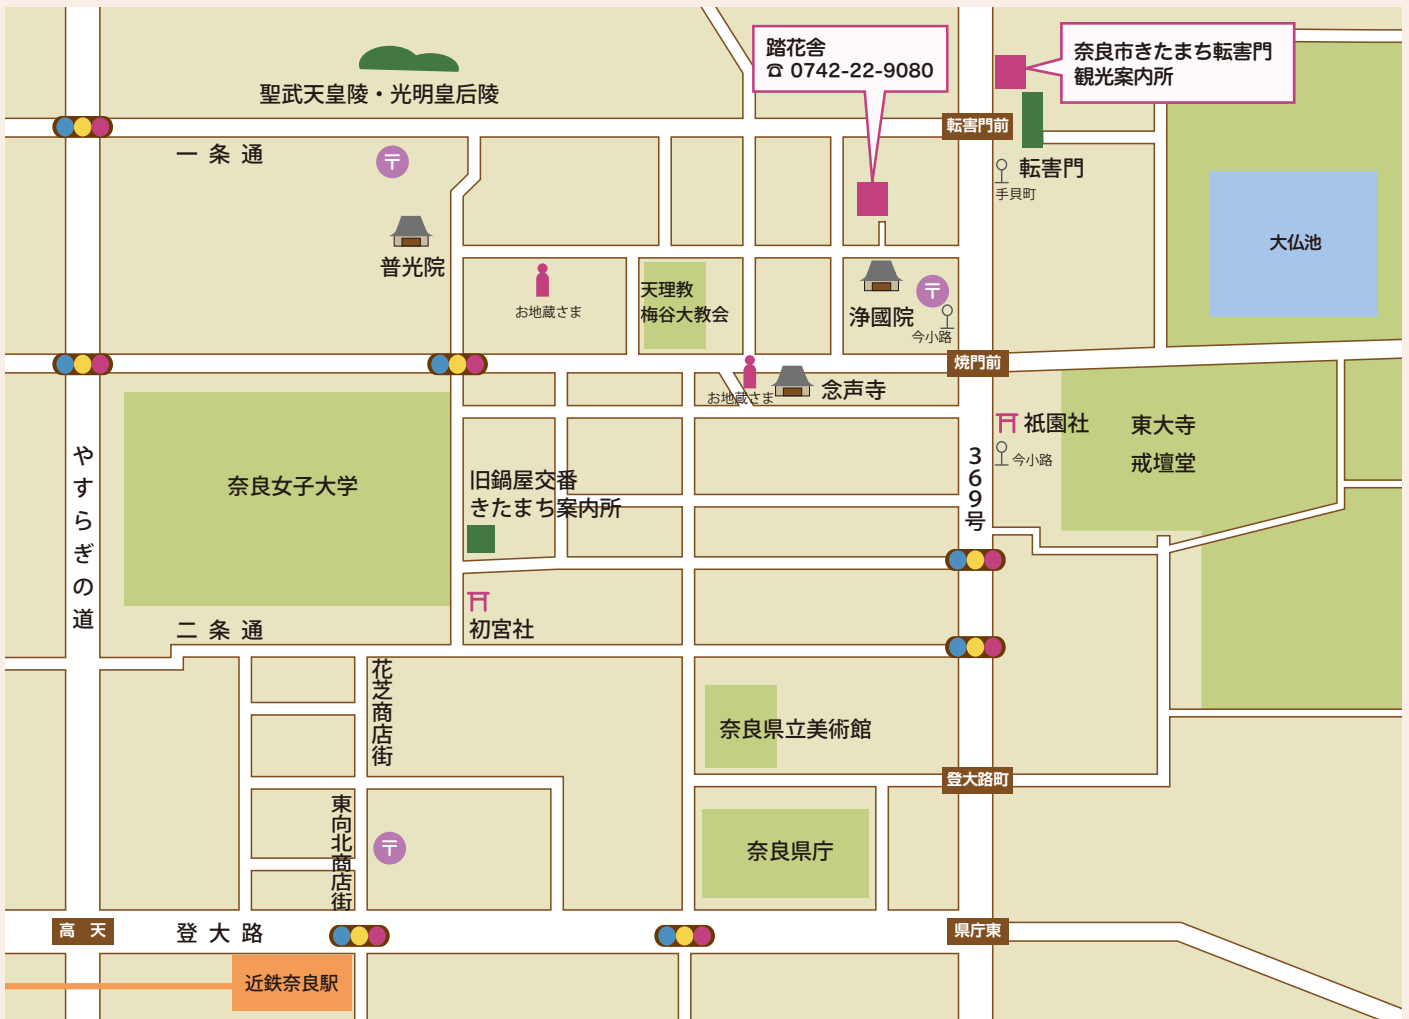 踏花舎
☎ 0742-22-9080
奈良市きたまち転害門
観光案内所
聖武天皇陵・光明皇后陵
転害門前
一条通
〒
転害門
手貝町
大仏池
普光院
お地蔵さま
天理教
梅谷大教会
浄國院
〒
今小路
焼門前
お地蔵さま
念声寺
祇園社
今小路
東大寺
戒壇堂
やすらぎの道
奈良女子大学
旧鍋屋交番
きたまち案内所
369号
初宮社
二条通
花芝商店街
奈良県立美術館
登大路町
東向北商店街
〒
奈良県庁
高天
登大路
県庁東
近鉄奈良駅